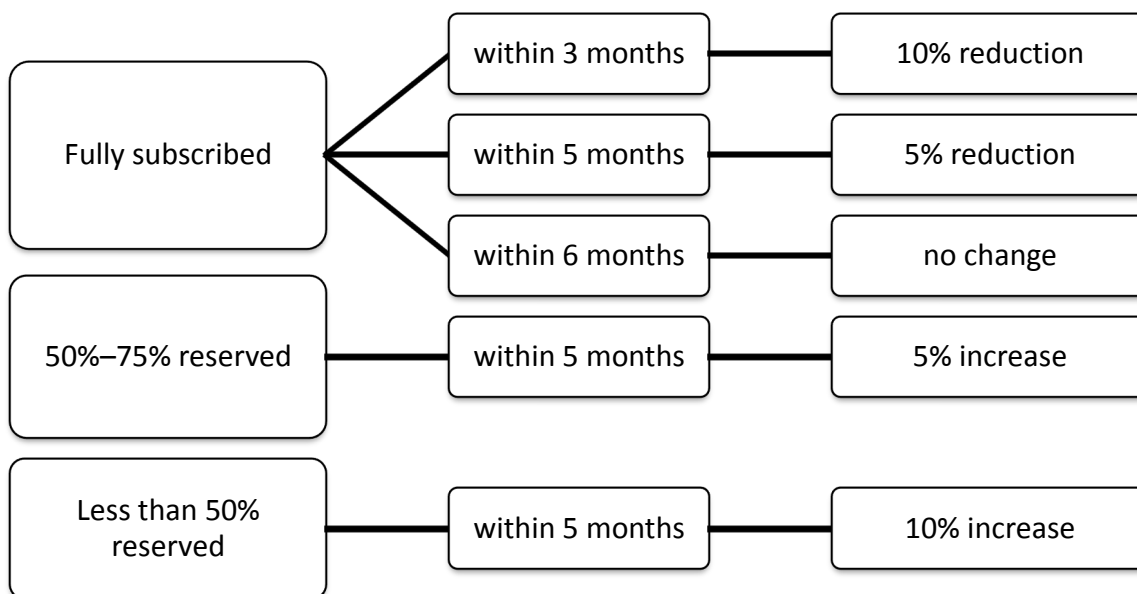 Fully subscribed
within 3 months
10% reduction
within 5 months
5% reduction
within 6 months
no change
50%–75% reserved
within 5 months
5% increase
Less than 50%
reserved
within 5 months
10% increase